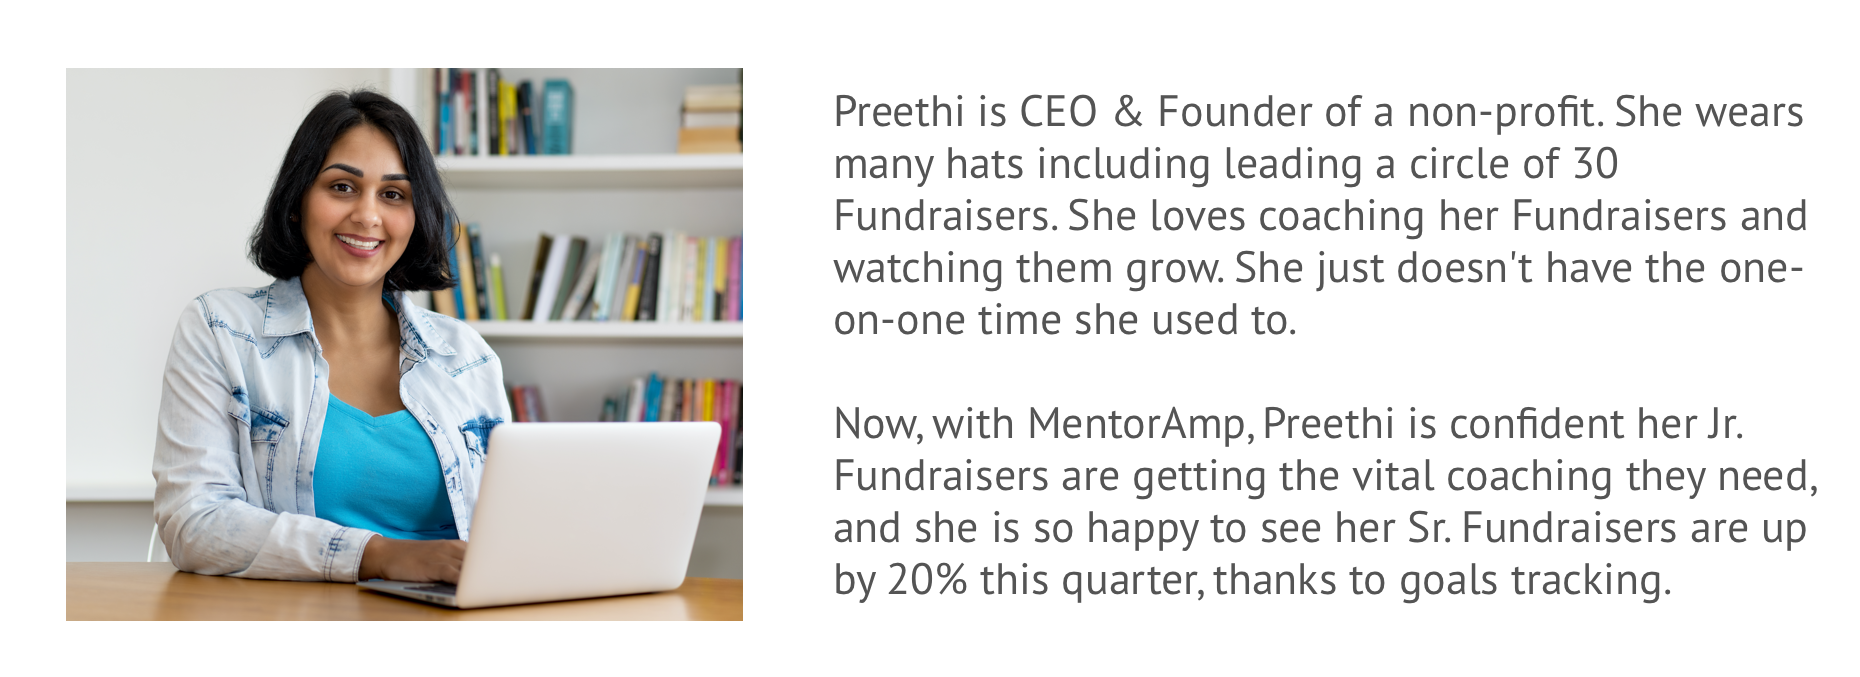 Preethi is CEO & Founder of a non-profit. She wears
many hats including leading a circle of 30
Fundraisers. She loves coaching her Fundraisers and
watching them grow. She just doesn't have the one-
on-one time she used to.
Now, with MentorAmp, Preethi is confident her Jr.
Fundraisers are getting the vital coaching they need,
and she is so happy to see her Sr. Fundraisers are up
by 20% this quarter, thanks to goals tracking.